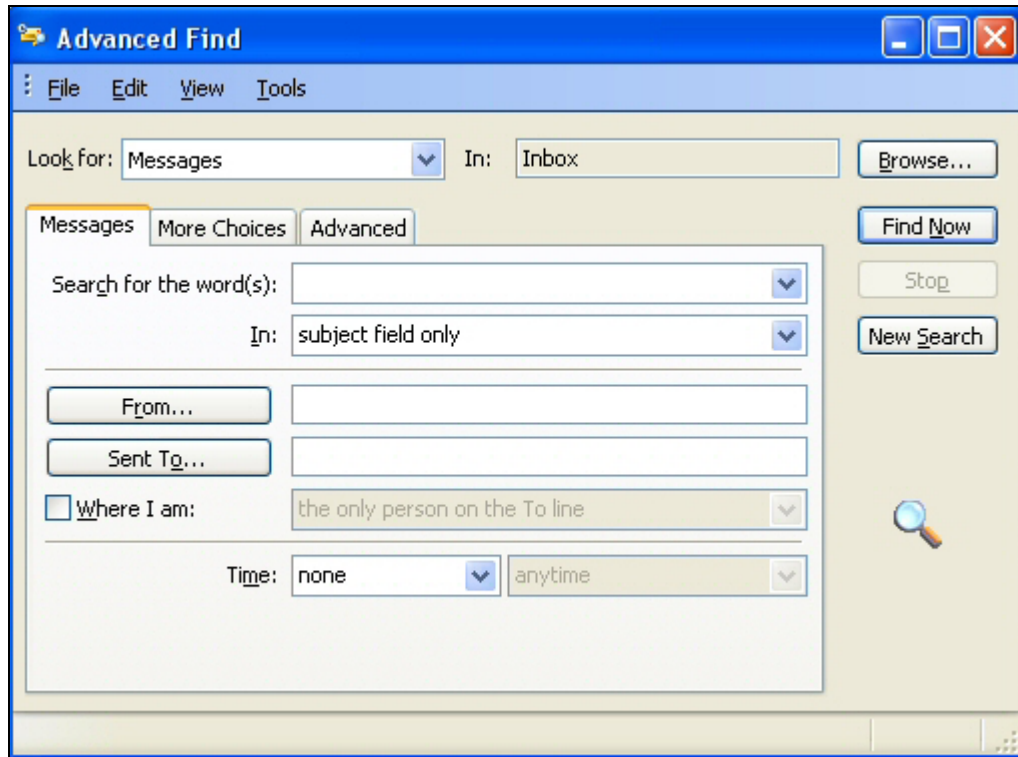 Advanced Find
File Edit View Tools
Look for: Messages In: Inbox Browse...
Messages More Choices Advanced Find Now
Search for the word(s): Stop
In: subject field only New Search
From...
Sent To...
Where I am: the only person on the To line
Time: none anytime